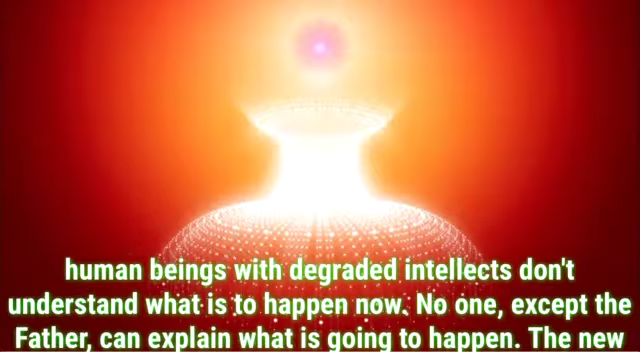 human beings with degraded intellects don't
understand what is to happen now. No one, except the
Father, can explain what is going to happen. The new